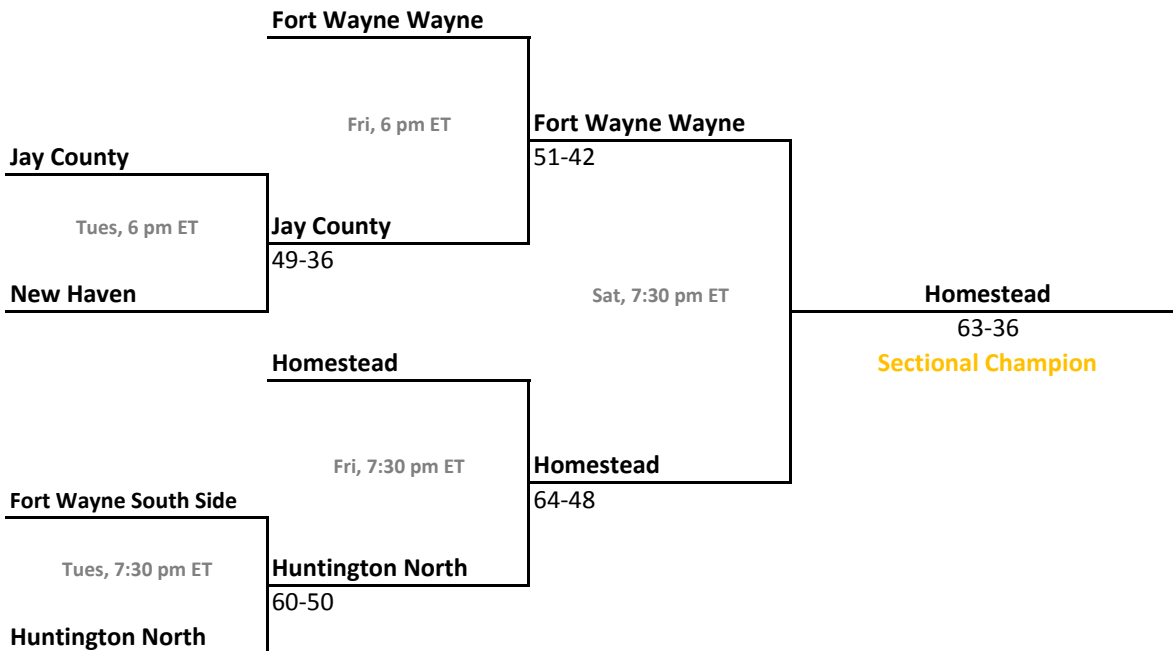 Fort Wayne Wayne
Fri, 6 pm ET
Fort Wayne Wayne
Jay County
51-42
Tues, 6 pm ET
Jay County
49-36
New Haven
Sat, 7:30 pm ET
Homestead
63-36
Homestead
Sectional Champion
Fri, 7:30 pm ET
Homestead
Fort Wayne South Side
64-48
Tues, 7:30 pm ET
Huntington North
60-50
Huntington North